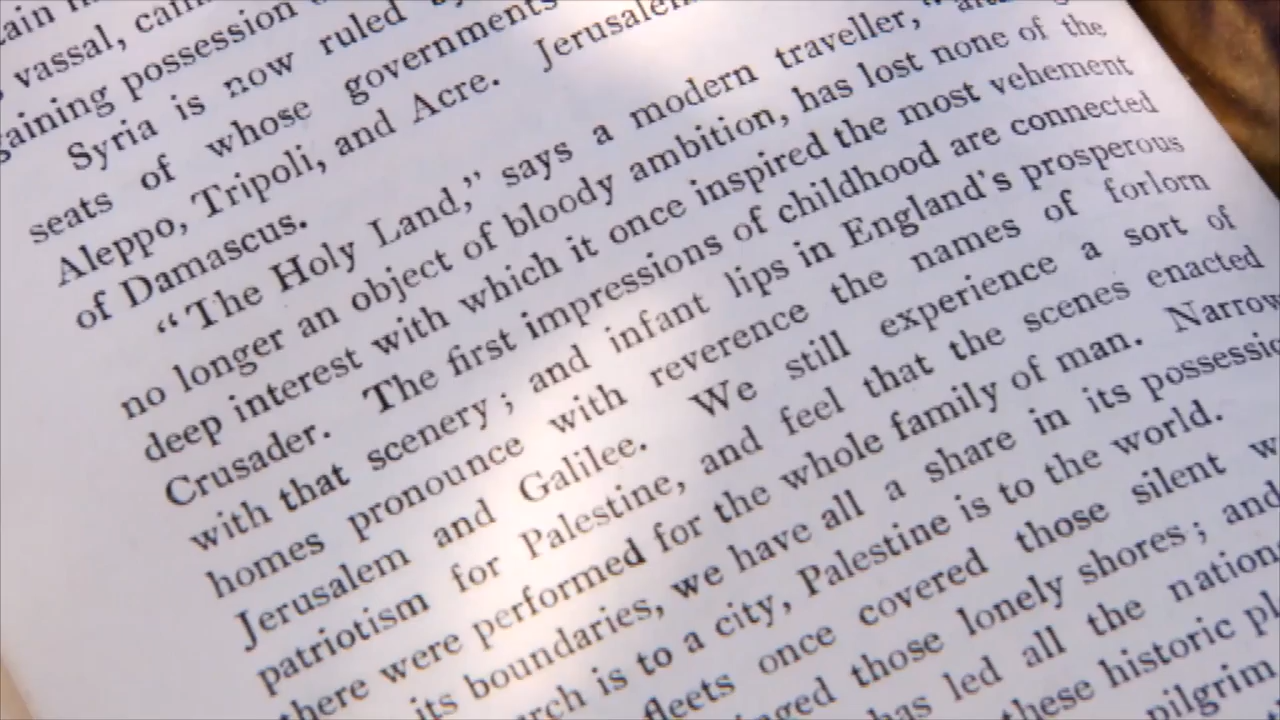 vassal,
gaining possession
Syria is now ruled
seats of whose governments
Aleppo, Tripoli, and Acre. Jerusalem
of Damascus.
“The Holy Land,” says a modern traveller, “
no longer an object of bloody ambition, has lost none of the
deep interest with which it once inspired the most vehement
Crusader. The first impressions of childhood are connected
with that scenery; and infant lips in England’s prosperous
homes pronounce with reverence the names of forlorn
Jerusalem and Galilee. We still experience a sort of
patriotism for Palestine, and feel that the scenes enacted
there were performed for the whole family of man. Narrow
its boundaries, we have all a share in its
is to a city, Palestine is to the world.
fleets once covered those silent
those lonely shores; and
has led all the
these historic
pilgrim